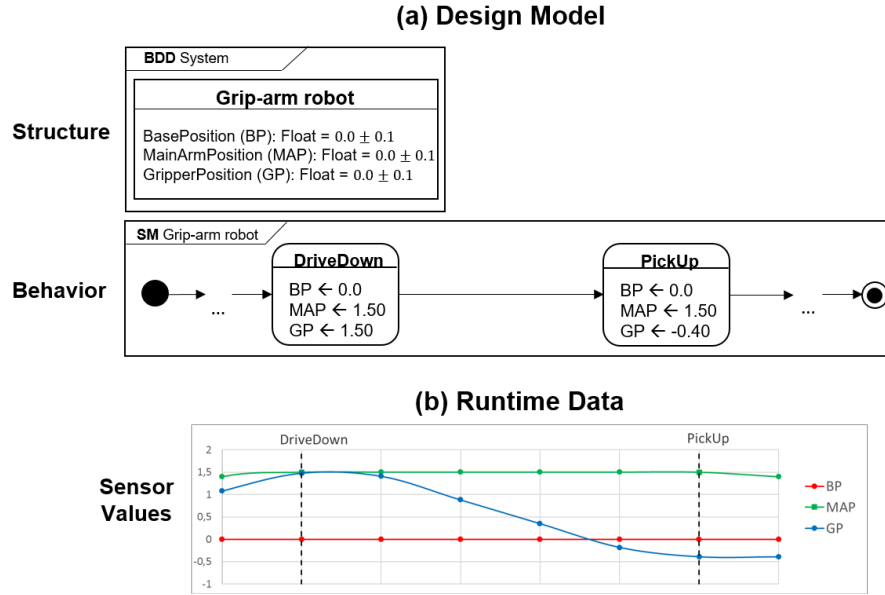 (a) Design Model
BDD System
Grip-arm robot
Structure
BasePosition (BP): Float = 0.0 ± 0.1
MainArmPosition (MAP): Float = 0.0 ± 0.1
GripperPosition (GP): Float = 0.0 ± 0.1
SM Grip-arm robot
Behavior
...
DriveDown
BP ← 0.0
MAP ← 1.50
GP ← 1.50
PickUp
BP ← 0.0
MAP ← 1.50
GP ← -0.40
...
(b) Runtime Data
Sensor
Values
DriveDown
PickUp
2
1,5
1
0,5
0
-0,5
-1
BP
MAP
GP